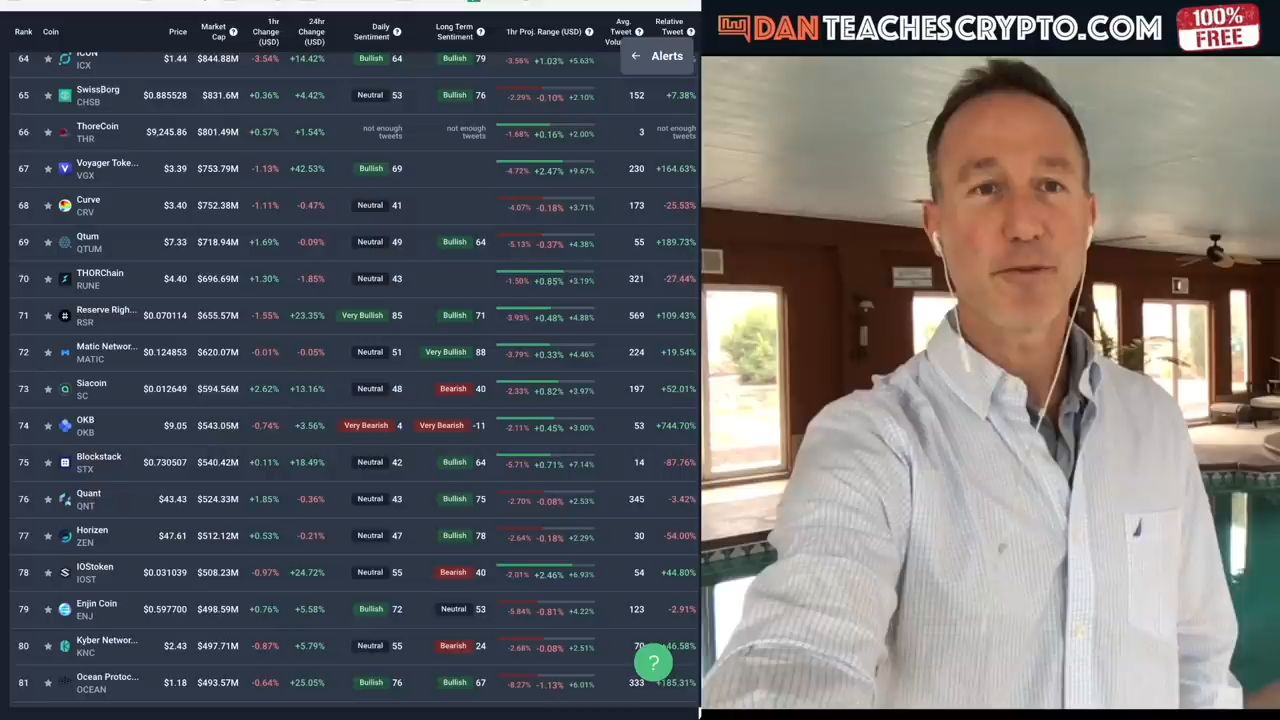 Rank Coin Price Market Cap 1hr Change (USD) 24hr Change (USD) Daily Sentiment Long Term Sentiment 1hr Proj. Range (USD) Avg. Tweet Relative Tweet
← Alerts
64 ICON ICX $1.44 $844.88M -3.54% +14.42% Bullish 64 Bullish 79 -3.56% +1.03% +5.63%
65 SwissBorg CHSB $0.885528 $831.6M +0.36% +4.42% Neutral 53 Bullish 76 -2.29% -0.10% +2.10% 152 +7.38%
66 ThoreCoin THR $9,245.86 $801.49M +0.57% +1.54% not enough tweets not enough tweets -1.68% +0.16% +2.00% 3 not enough tweets
67 Voyager Toke... VGX $3.39 $753.79M -1.13% +42.53% Bullish 69 -4.72% +2.47% +9.67% 230 +164.63%
68 Curve CRV $3.40 $752.38M -1.11% -0.47% Neutral 41 -4.07% -0.18% +3.71% 173 -25.53%
69 Qtum QTUM $7.33 $718.94M +1.69% -0.09% Neutral 49 Bullish 64 -5.13% -0.37% +4.38% 55 +189.73%
70 THORChain RUNE $4.40 $696.69M +1.30% -1.85% Neutral 43 -1.50% +0.85% +3.19% 321 -27.44%
71 Reserve Righ... RSR $0.070114 $655.57M -1.55% +23.35% Very Bullish 85 Bullish 71 -3.93% +0.48% +4.88% 569 +109.43%
72 Matic Networ... MATIC $0.124853 $620.07M -0.01% -0.05% Neutral 51 Very Bullish 88 -3.79% +0.33% +4.46% 224 +19.54%
73 Siacoin SC $0.012649 $594.56M +2.62% +13.16% Neutral 48 Bearish 40 -2.33% +0.82% +3.97% 197 +52.01%
74 OKB OKB $9.05 $543.05M -0.74% +3.56% Very Bearish 4 Very Bearish -11 -2.11% +0.45% +3.00% 53 +744.70%
75 Blockstack STX $0.730507 $540.42M +0.11% +18.49% Neutral 42 Bullish 64 -5.71% +0.71% +7.14% 14 -87.76%
76 Quant QNT $43.43 $524.33M +1.85% -0.36% Neutral 43 Bullish 75 -2.70% -0.08% +2.53% 345 -3.42%
77 Horizen ZEN $47.61 $512.12M +0.53% -0.21% Neutral 47 Bullish 78 -2.64% -0.18% +2.29% 30 -54.00%
78 IOStoken IOST $0.031039 $508.23M -0.97% +24.72% Neutral 55 Bearish 40 -2.01% +2.46% +6.93% 54 +44.80%
79 Enjin Coin ENJ $0.597700 $498.59M +0.76% +5.58% Bullish 72 Neutral 53 -5.84% -0.81% +4.22% 123 -2.91%
80 Kyber Networ... KNC $2.43 $497.71M -0.87% +5.79% Neutral 55 Bearish 24 -2.68% -0.08% +2.51%
81 Ocean Protoc... OCEAN $1.18 $493.57M -0.64% +25.05% Bullish 76 Bullish 67 -8.27% -1.13% +6.01% 333 +185.31%
?
DANTEACHESCRYPTO.COM
100%
FREE